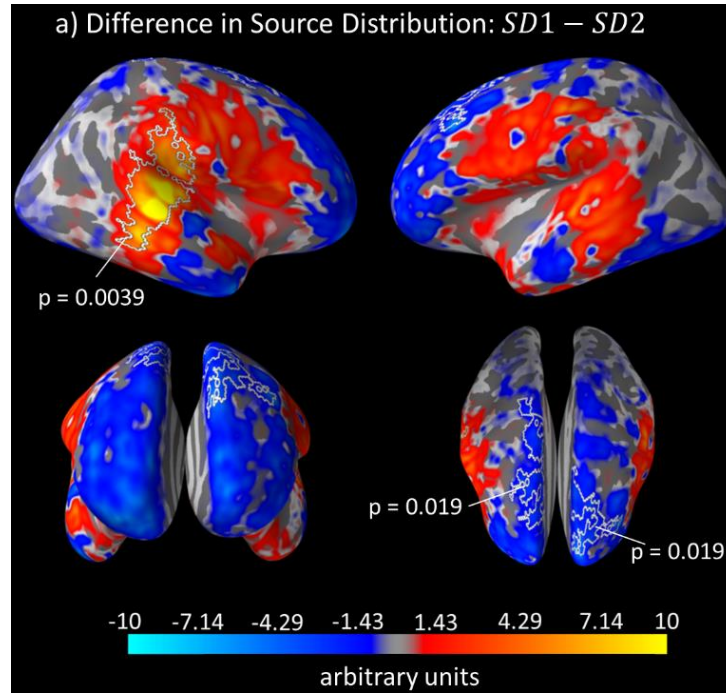 a) Difference in Source Distribution: SD1 − SD2
p = 0.0039
p = 0.019
p = 0.019
-10 -7.14 -4.29 -1.43 1.43 4.29 7.14 10
arbitrary units